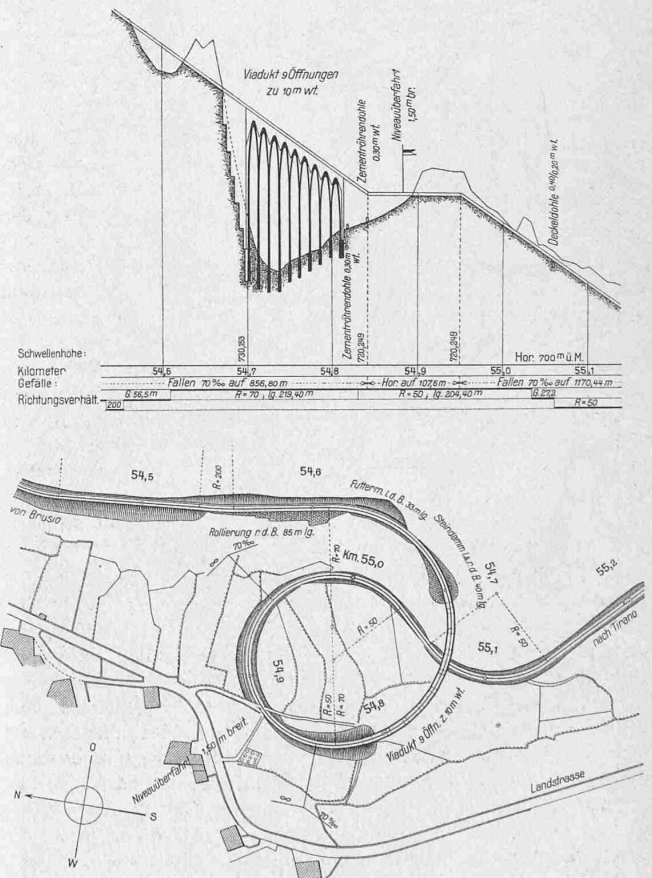 Viadukt 9 Öffnungen
zu 10 m wt.
Zementröhrendohle
0,30 m wt.
Niveauüberfahrt
1,50 m br.
Deckeldohle 0,40/0,20 m wt.
Zementröhrendohle 0,30 m
wt.
Schwellenhöhe:
730,153
720,249
720,249
Hor. 700 m ü. M.
Kilometer
54,6
54,7
54,8
54,9
55,0
55,1
Gefälle:
Fallen 70 ‰ auf 856,80 m
Hor. auf 107,6 m
Fallen 70 ‰ auf 1170,44 m
Richtungsverhält.
200
G. 56,5 m
R = 70, lg. 219,40 m
R = 50, lg. 204,40 m
G. 27,2
R = 50
54,5
R = 200
54,6
von Brusio
Rollierung r d. B. 85 m lg.
Futterm. l. d. B. 33 m lg.
Steindamm l. u. r. d. B. 40 m lg.
54,7
∞
70 ‰
R = 70
Km. 55,0
R = 50
55,1
R = 50
55,2
nach Tirano
54,9
R = 50
R = 70
54,8
Viadukt 9 Öffn. z. 10 m wt.
Niveauüberfahrt 1,50 m breit.
∞
70 ‰
Landstrasse
O
N
S
W